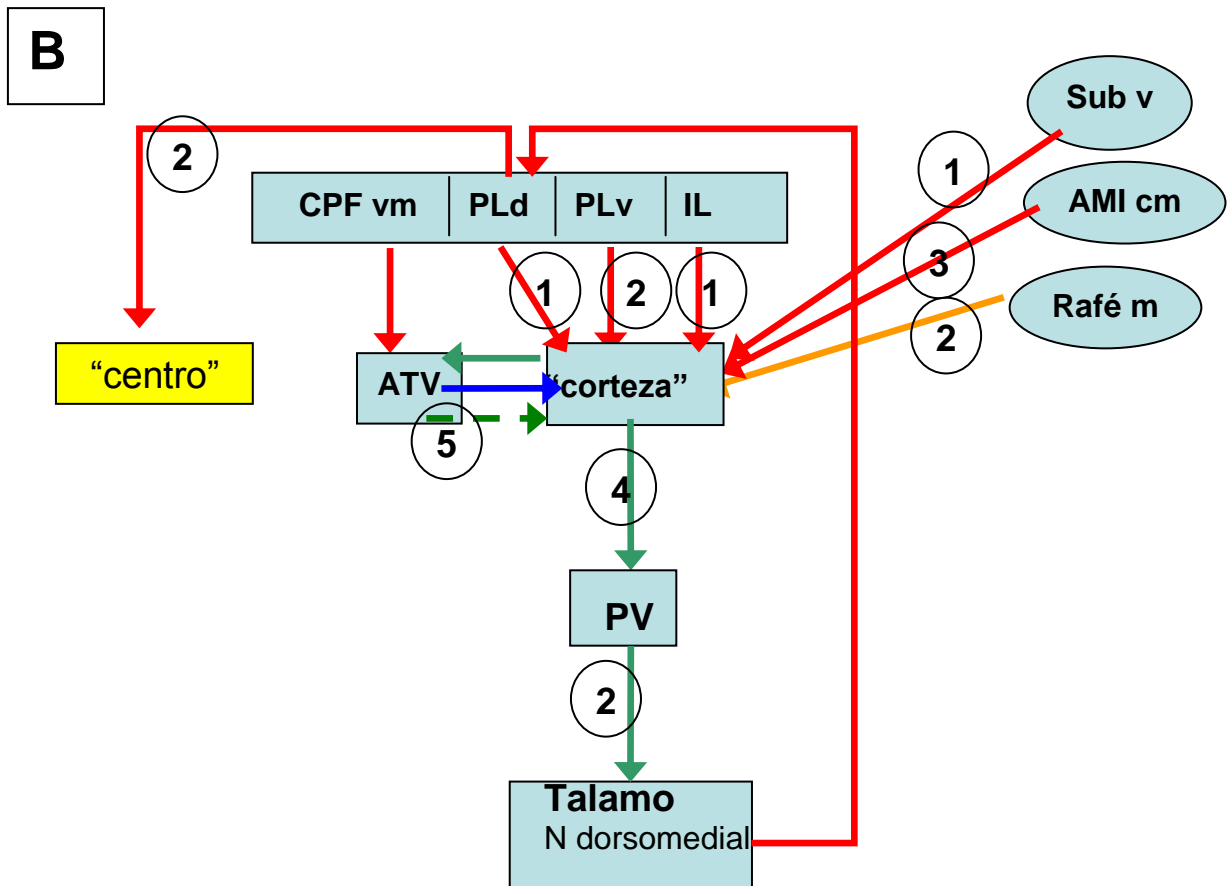 B
Sub v
2
1
AMI cm
CPF vm PLd PLv IL
3
1 2 1
Rafé m
2
"centro"
ATV
"corteza"
5
4
PV
2
Talamo
N dorsomedial